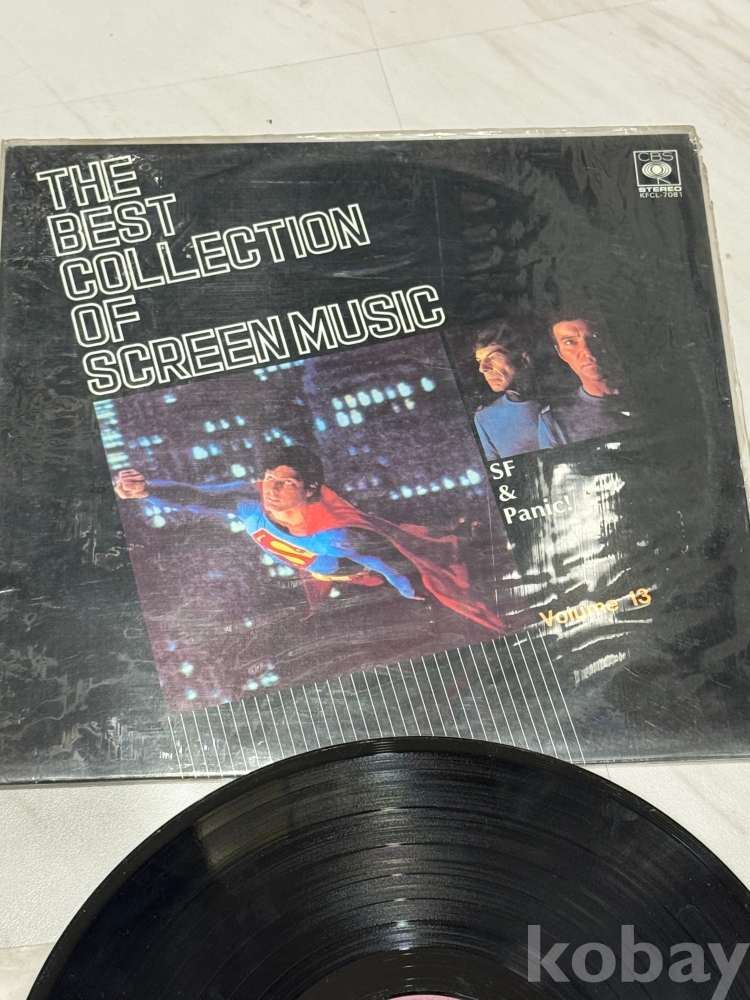 THE
BEST
COLLECTION
OF
SCREEN MUSIC
CBS
STEREO
KFCL-7081
SF
&
Panic!
Volume 13
kobay